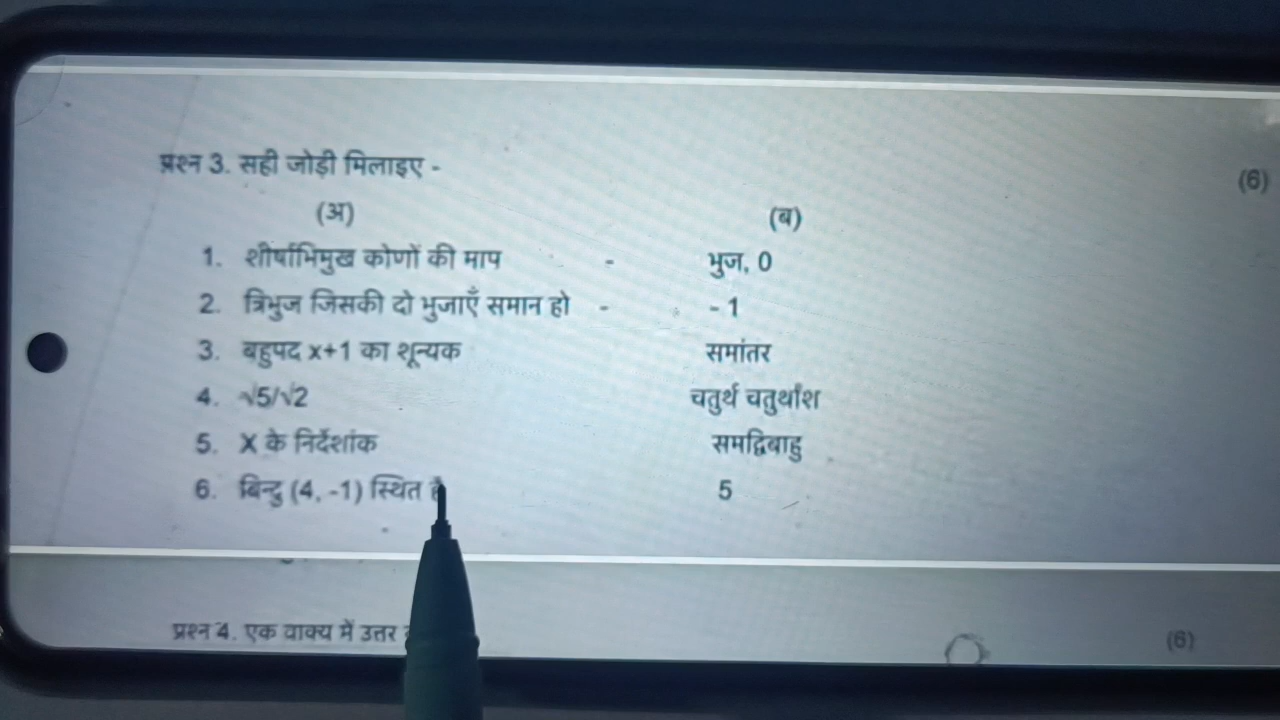 प्रश्न 3. सही जोड़ी मिलाइए - (6)
(अ) (ब)
1. शीर्षाभिमुख कोणों की माप - भुज, 0
2. त्रिभुज जिसकी दो भुजाएँ समान हो - - 1
3. बहुपद x+1 का शून्यक समांतर
4. √5/√2 चतुर्थ चतुर्थांश
5. X के निर्देशांक समद्विबाहु
6. बिन्दु (4, -1) स्थित 5
प्रश्न 4. एक वाक्य में उत्तर (6)